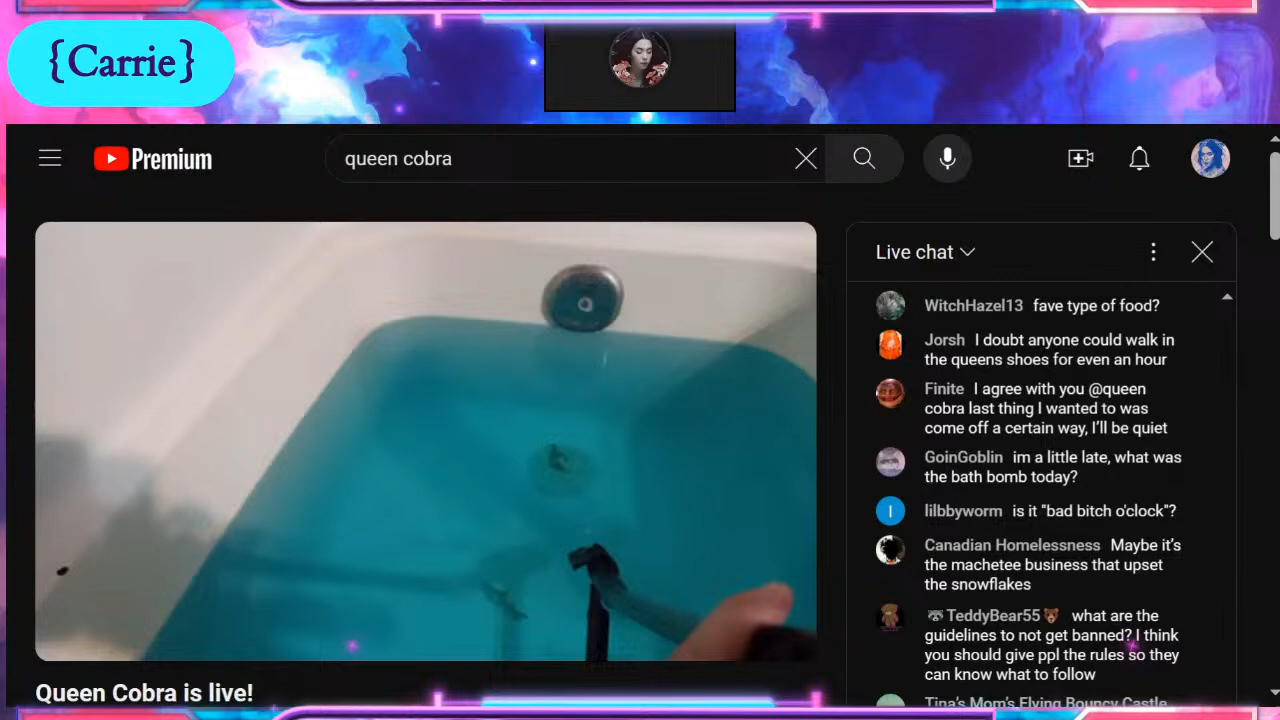 {Carrie}
Premium
queen cobra
Live chat
WitchHazel13 fave type of food?
Jorsh I doubt anyone could walk in
the queens shoes for even an hour
Finite I agree with you @queen
cobra last thing I wanted to was
come off a certain way, I'll be quiet
GoinGoblin im a little late, what was
the bath bomb today?
I
lilbbyworm is it "bad bitch o'clock"?
Canadian Homelessness Maybe it's
the machetee business that upset
the snowflakes
🦝TeddyBear55🐻 what are the
guidelines to not get banned? I think
you should give ppl the rules so they
can know what to follow
Tina's Mom's Flying Bouncy Castle
Queen Cobra is live!